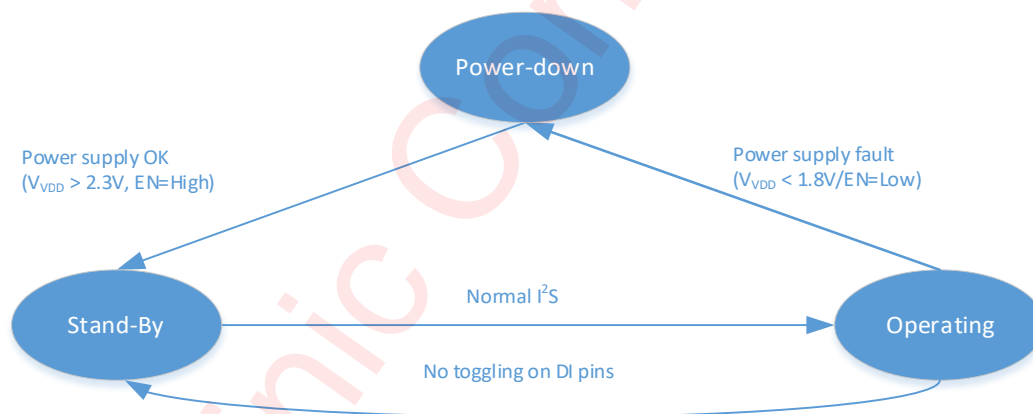 Power-down
Power supply OK
(VVDD > 2.3V, EN=High)
Power supply fault
(VVDD < 1.8V/EN=Low)
Normal I²S
Stand-By
Operating
No toggling on DI pins